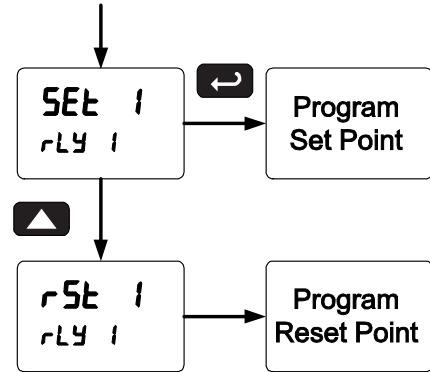 SEt 1
rLY 1
Program
Set Point
rSt 1
rLY 1
Program
Reset Point